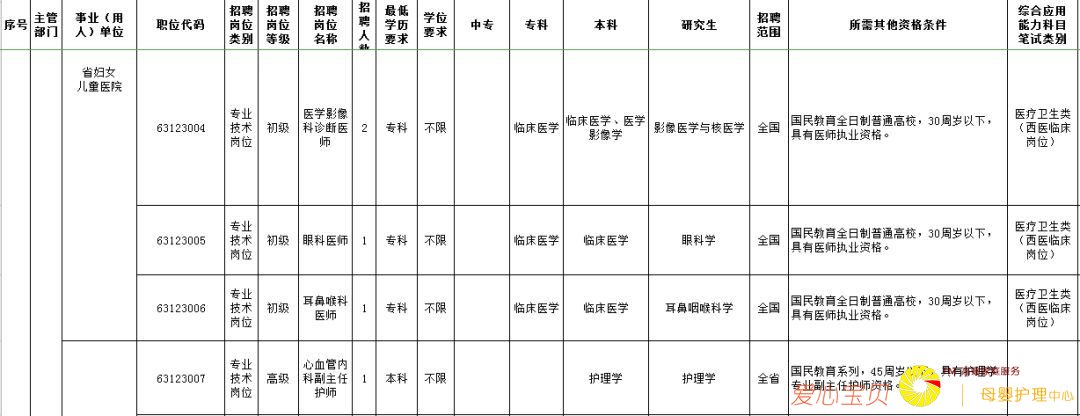 序号 主管部门 事业（用人）单位 职位代码 招聘岗位类别 招聘岗位等级 招聘岗位名称 招聘人数 最低学历要求 学位要求 中专 专科 本科 研究生 招聘范围 所需其他资格条件 综合应用能力科目笔试类别
省妇女儿童医院
63123004 专业技术岗位 初级 医学影像科诊断医师 2 专科 不限 临床医学 临床医学、医学影像学 影像医学与核医学 全国 国民教育全日制普通高校，30周岁以下，具有医师执业资格。 医疗卫生类（西医临床岗位）
63123005 专业技术岗位 初级 眼科医师 1 专科 不限 临床医学 临床医学 眼科学 全国 国民教育全日制普通高校，30周岁以下，具有医师执业资格。 医疗卫生类（西医临床岗位）
63123006 专业技术岗位 初级 耳鼻喉科医师 1 专科 不限 临床医学 临床医学 耳鼻咽喉科学 全国 国民教育全日制普通高校，30周岁以下，具有医师执业资格。 医疗卫生类（西医临床岗位）
63123007 专业技术岗位 高级 心血管内科副主任护师 1 本科 不限 护理学 护理学 全省 国民教育系列，45周岁 具有护理学专业副主任护师资格。
爱心宝贝 母婴护理中心